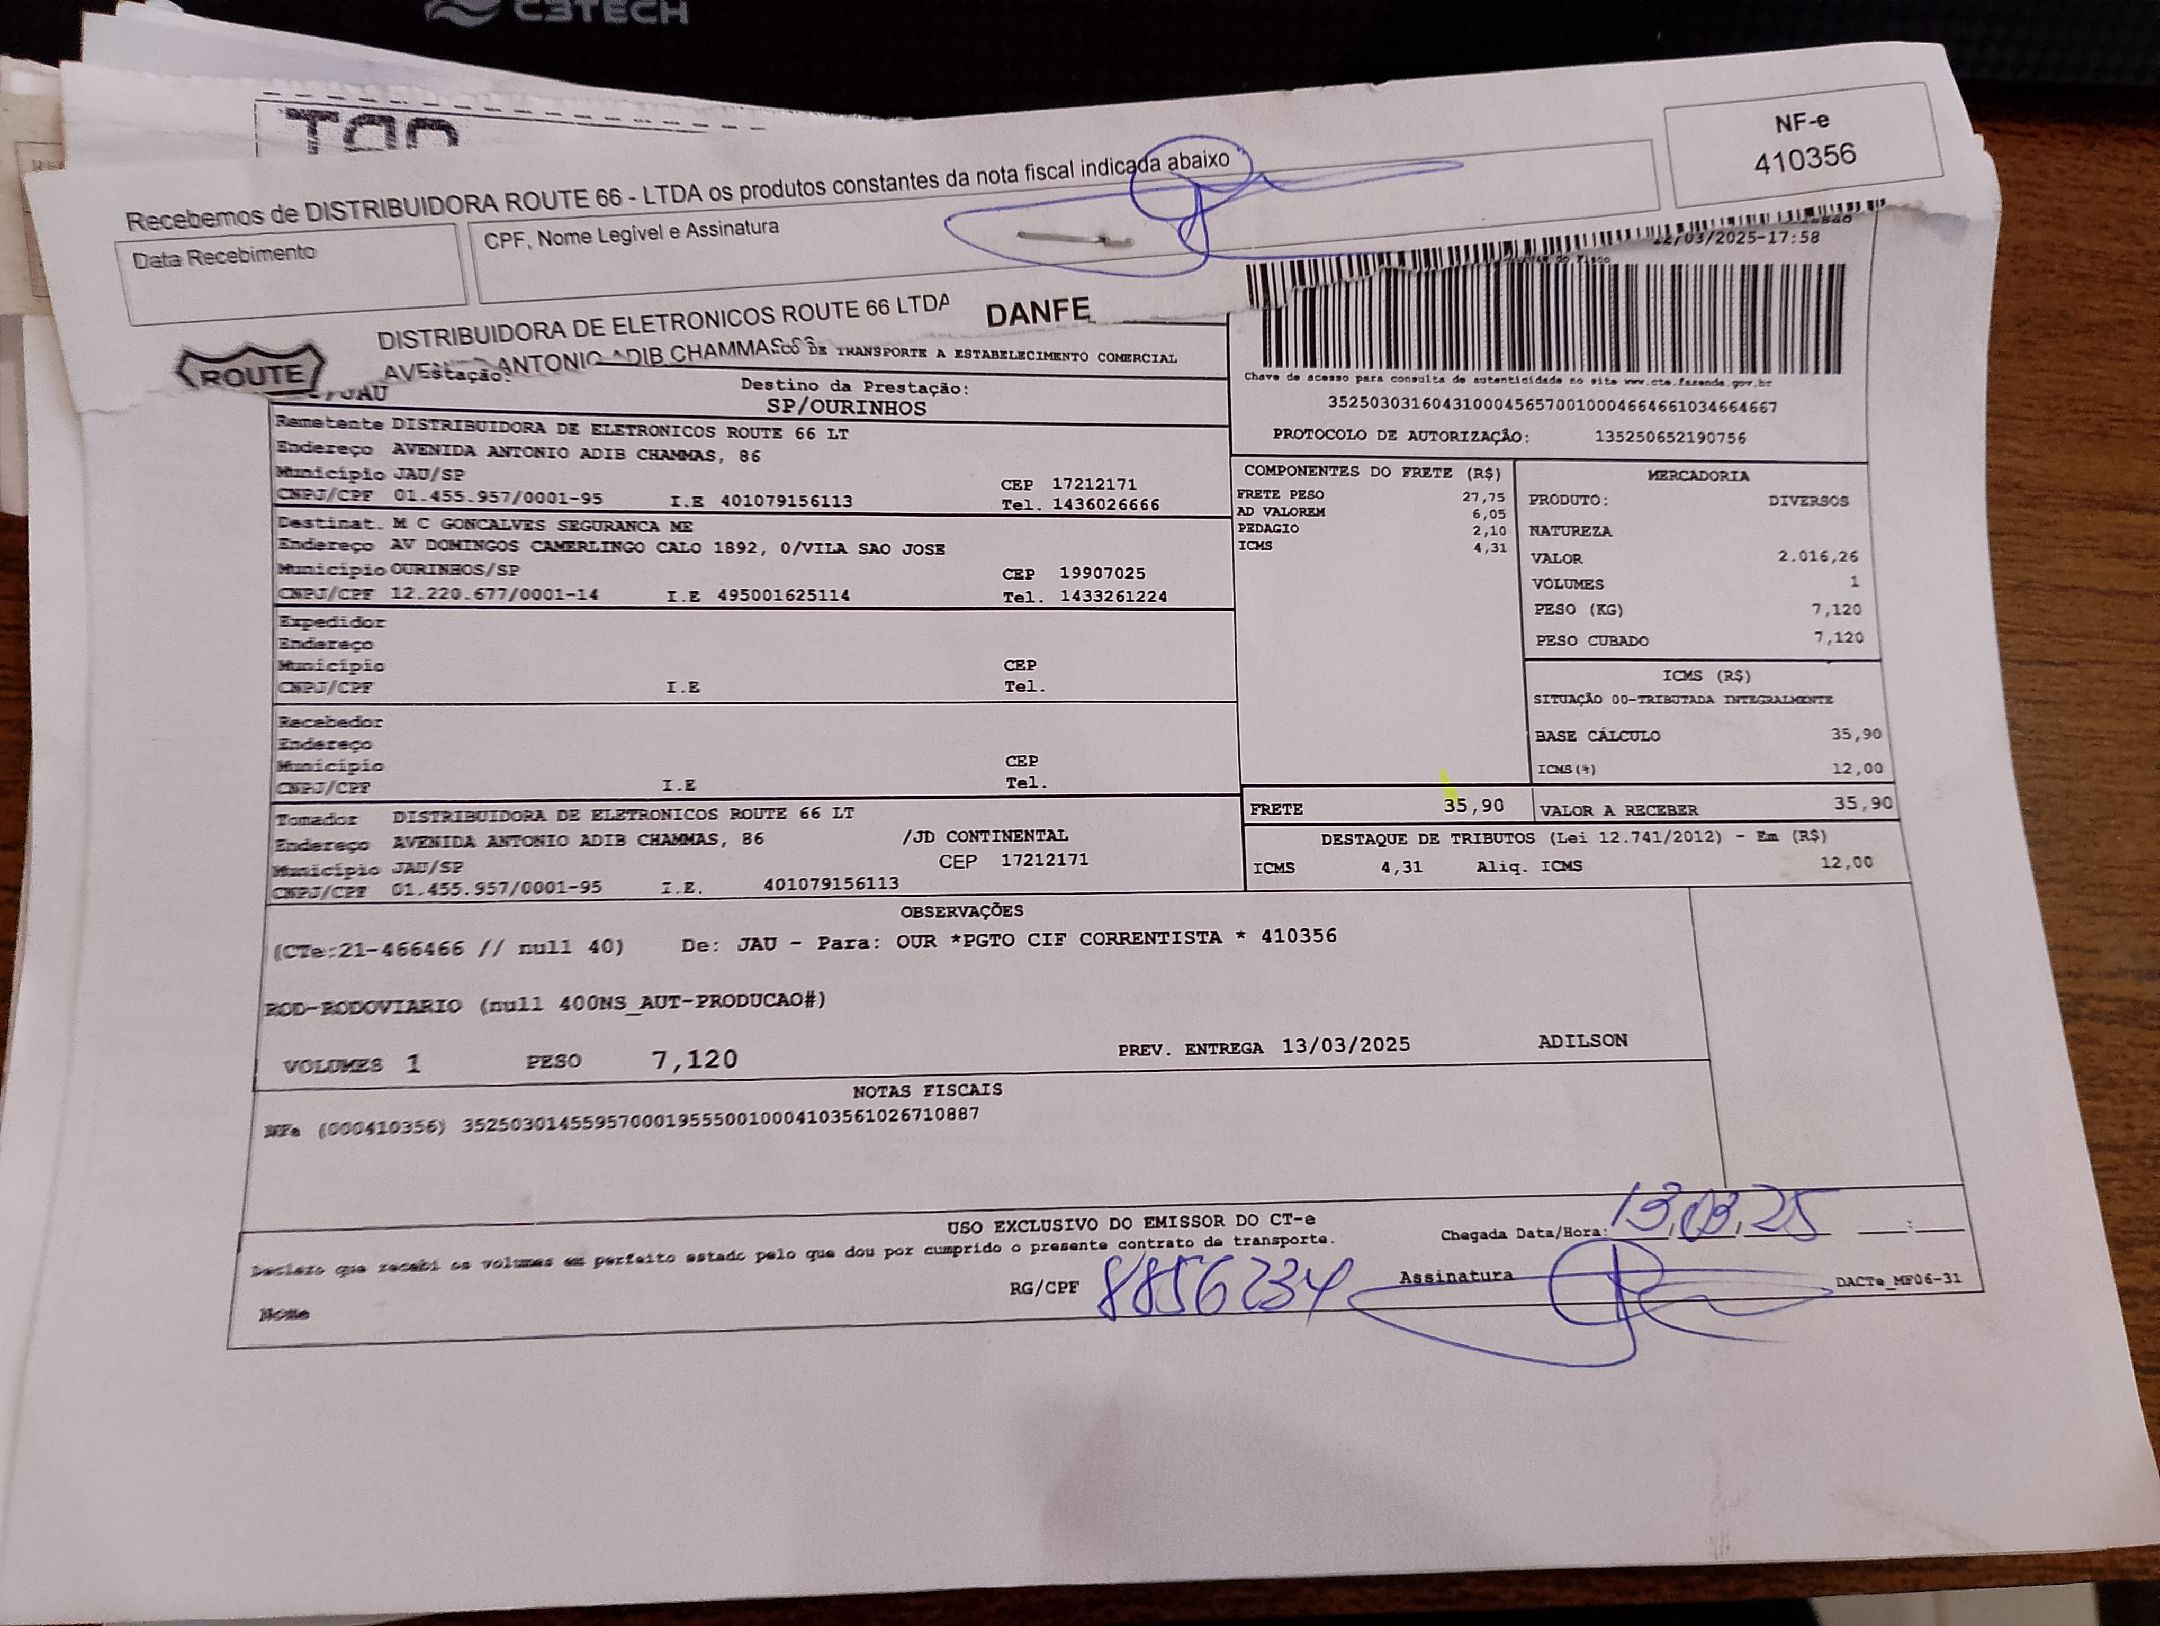 C3TECH
Recebemos de DISTRIBUIDORA ROUTE 66 - LTDA os produtos constantes da nota fiscal indicada abaixo
NF-e
410356
Data Recebimento
CPF, Nome Legível e Assinatura
DISTRIBUIDORA DE ELETRONICOS ROUTE 66 LTDA
DANFE
ANTONIO ADIB CHAMMAS
ROUTE
/03/2025-17:58
DE TRANSPORTE A ESTABELECIMENTO COMERCIAL
/JAU
Destino da Prestação:
SP/OURINHOS
Chave de acesso para consulta de autenticidade no site www.cte.fazenda.gov.br
35250303160431000456570010004664661034664667
PROTOCOLO DE AUTORIZAÇÃO: 135250652190756
Remetente DISTRIBUIDORA DE ELETRONICOS ROUTE 66 LT
Endereço AVENIDA ANTONIO ADIB CHAMMAS, 86
Município JAU/SP CEP 17212171
CNPJ/CPF 01.455.957/0001-95 I.E 401079156113 Tel. 1436026666
Destinat. M C GONCALVES SEGURANCA ME
Endereço AV DOMINGOS CAMERLINGO CALO 1892, 0/VILA SAO JOSE
Município OURINHOS/SP CEP 19907025
CNPJ/CPF 12.220.677/0001-14 I.E 495001625114 Tel. 1433261224
Expedidor
Endereço
Município CEP
CNPJ/CPF I.E Tel.
Recebedor
Endereço
Município CEP
CNPJ/CPF I.E Tel.
Tomador DISTRIBUIDORA DE ELETRONICOS ROUTE 66 LT
Endereço AVENIDA ANTONIO ADIB CHAMMAS, 86 /JD CONTINENTAL
Município JAU/SP CEP 17212171
CNPJ/CPF 01.455.957/0001-95 I.E. 401079156113
COMPONENTES DO FRETE (R$)
FRETE PESO 27,75
AD VALOREM 6,05
PEDAGIO 2,10
ICMS 4,31
MERCADORIA
PRODUTO: DIVERSOS
NATUREZA
VALOR 2.016,26
VOLUMES 1
PESO (KG) 7,120
PESO CUBADO 7,120
ICMS (R$)
SITUAÇÃO 00-TRIBUTADA INTEGRALMENTE
BASE CÁLCULO 35,90
ICMS(%) 12,00
FRETE 35,90
VALOR A RECEBER 35,90
DESTAQUE DE TRIBUTOS (Lei 12.741/2012) - Em (R$)
ICMS 4,31 Aliq. ICMS 12,00
OBSERVAÇÕES
(CTe:21-466466 // null 40) De: JAU - Para: OUR *PGTO CIF CORRENTISTA * 410356
ROD-RODOVIARIO (null 400NS_AUT-PRODUCAO#)
VOLUMES 1 PESO 7,120 PREV. ENTREGA 13/03/2025 ADILSON
NOTAS FISCAIS
NFe (000410356) 35250301455957000195550010004103561026710887
USO EXCLUSIVO DO EMISSOR DO CT-e
Declaro que recebi os volumes em perfeito estado pelo que dou por cumprido o presente contrato de transporte.
Chegada Data/Hora: 13.03.25 :
Nome RG/CPF 8856234 Assinatura DACTe_MF06-31